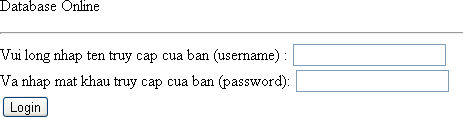 Database Online
Vui long nhap ten truy cap cua ban (username) :
Va nhap mat khau truy cap cua ban (password):
Login